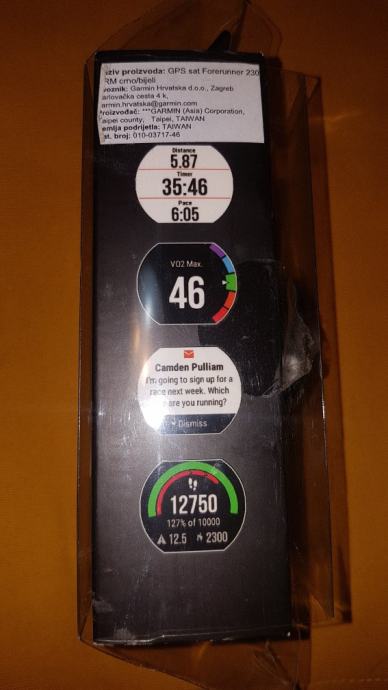 ziv proizvoda: GPS sat Forerunner 230
RM crno/bijeli
voznik: Garmin Hrvatska d.o.o., Zagreb
arlovačka cesta 4 k,
armin.hrvatska@garmin.com
roizvođač: ***GARMIN (Asia) Corporation,
aipei county, Taipei, TAIWAN
emlja podrijetla: TAIWAN
st. broj: 010-03717-46
Distance
5.87
Timer
35:46
Pace
6:05
VO2 Max.
46
Camden Pulliam
I'm going to sign up for a
race next week. Which
are you running?
Dismiss
12750
127% of 10000
12.5 2300